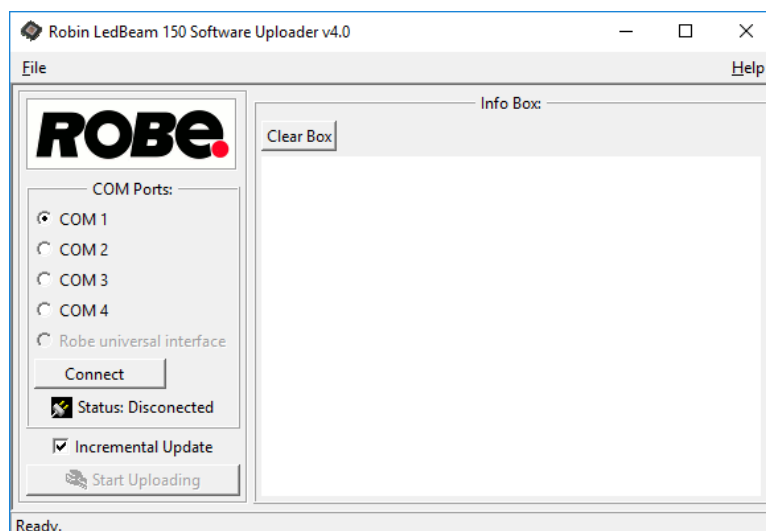 Robin LedBeam 150 Software Uploader v4.0
File
Help
ROBE.
COM Ports:
COM 1
COM 2
COM 3
COM 4
Robe universal interface
Connect
Status: Disconected
Incremental Update
Start Uploading
Info Box:
Clear Box
Ready.